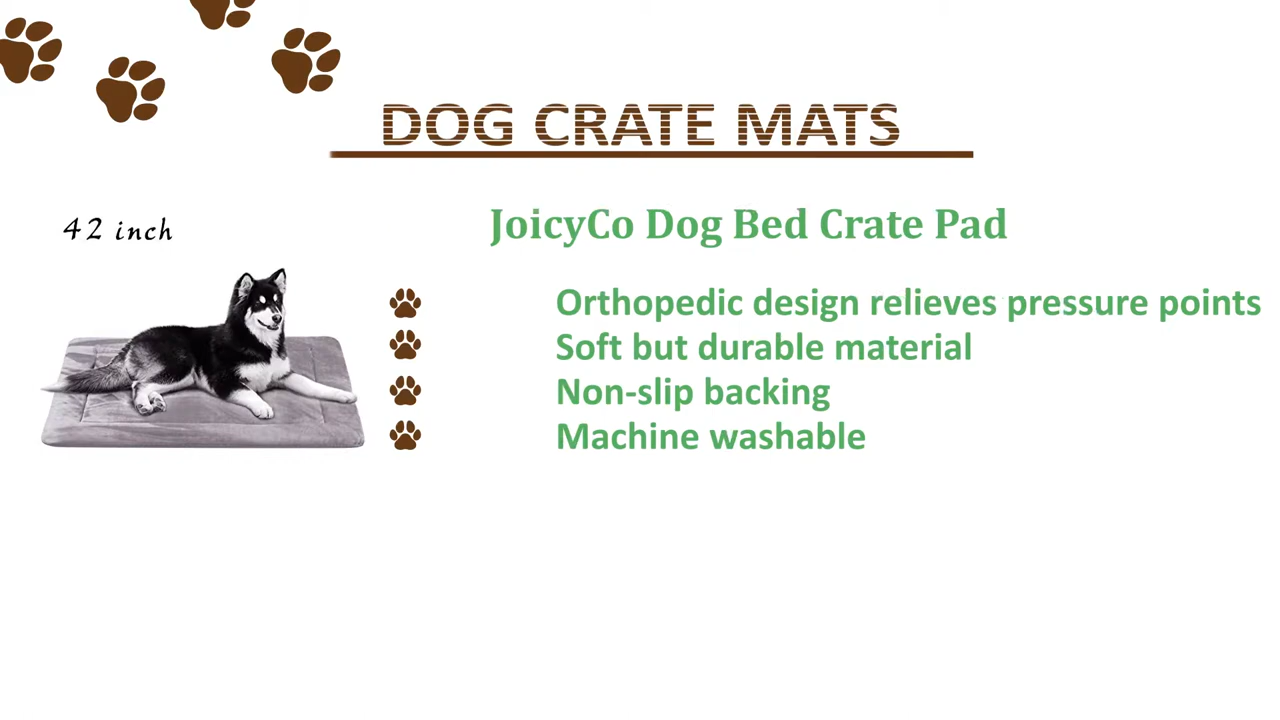 DOG CRATE MATS
42 inch
JoicyCo Dog Bed Crate Pad
Orthopedic design relieves pressure points
Soft but durable material
Non-slip backing
Machine washable